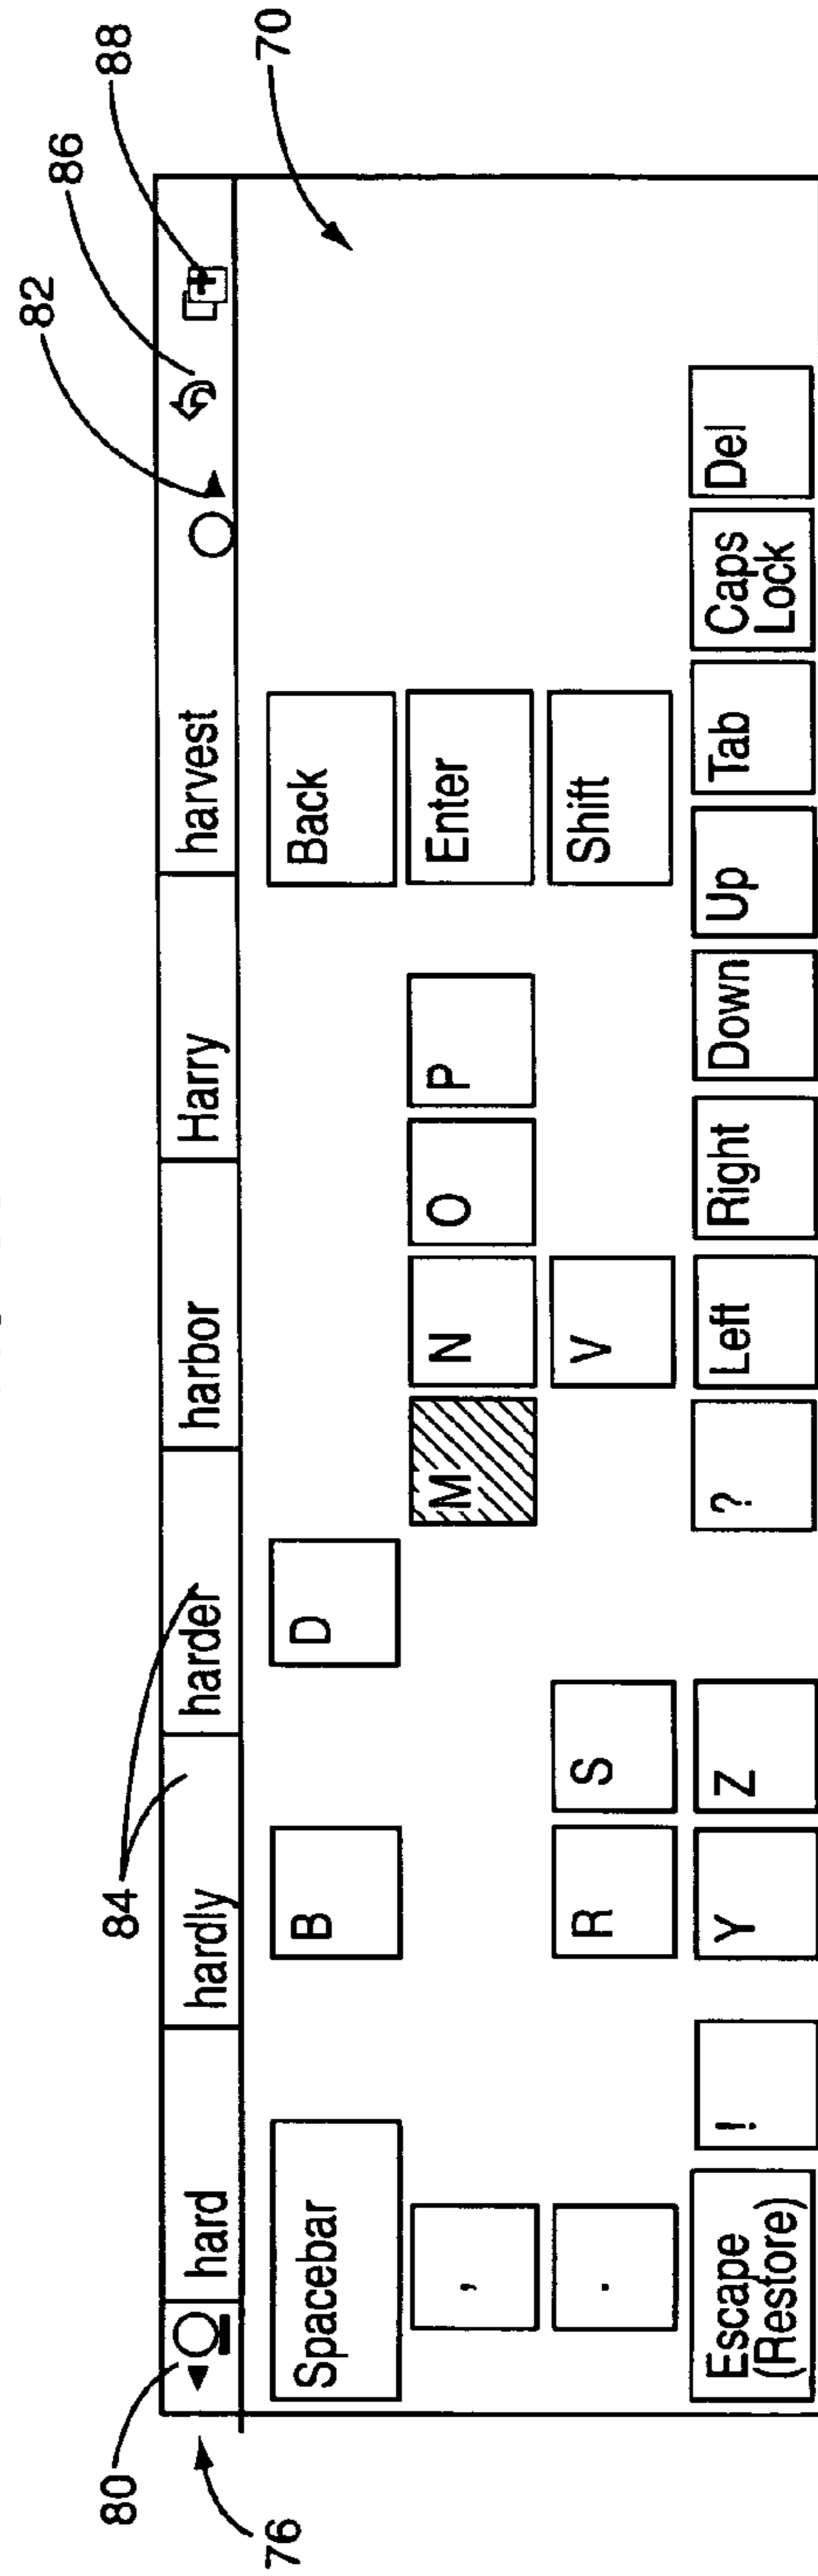 82 86 88
70
80
76
84
hard hardly harder harbor Harry harvest
Spacebar B D Back
, M N O P Enter
. R S V Shift
Escape
(Restore) ! Y Z ? Left Right Down Up Tab Caps
Lock Del